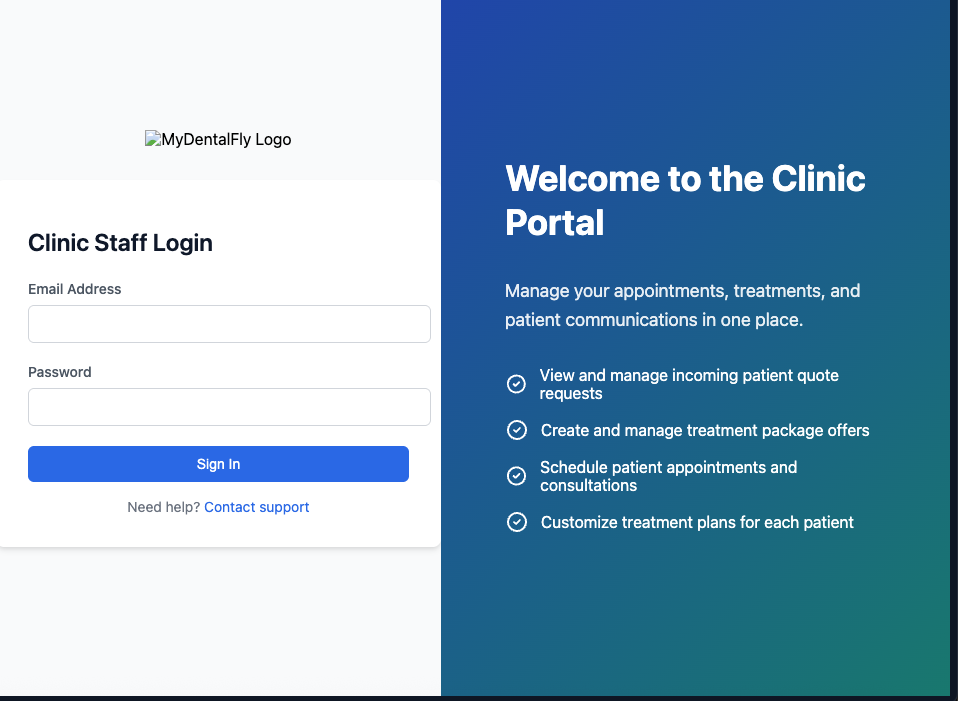 MyDentalFly Logo
Clinic Staff Login
Email Address
Password
Sign In
Need help? Contact support
Welcome to the Clinic
Portal
Manage your appointments, treatments, and
patient communications in one place.
View and manage incoming patient quote
requests
Create and manage treatment package offers
Schedule patient appointments and
consultations
Customize treatment plans for each patient